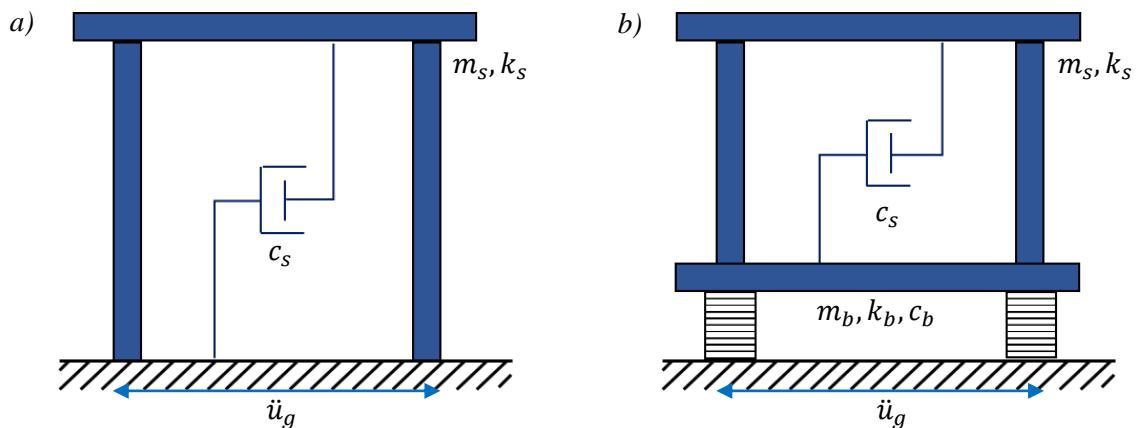 a)
m_s, k_s
c_s
ü_g
b)
m_s, k_s
c_s
m_b, k_b, c_b
ü_g